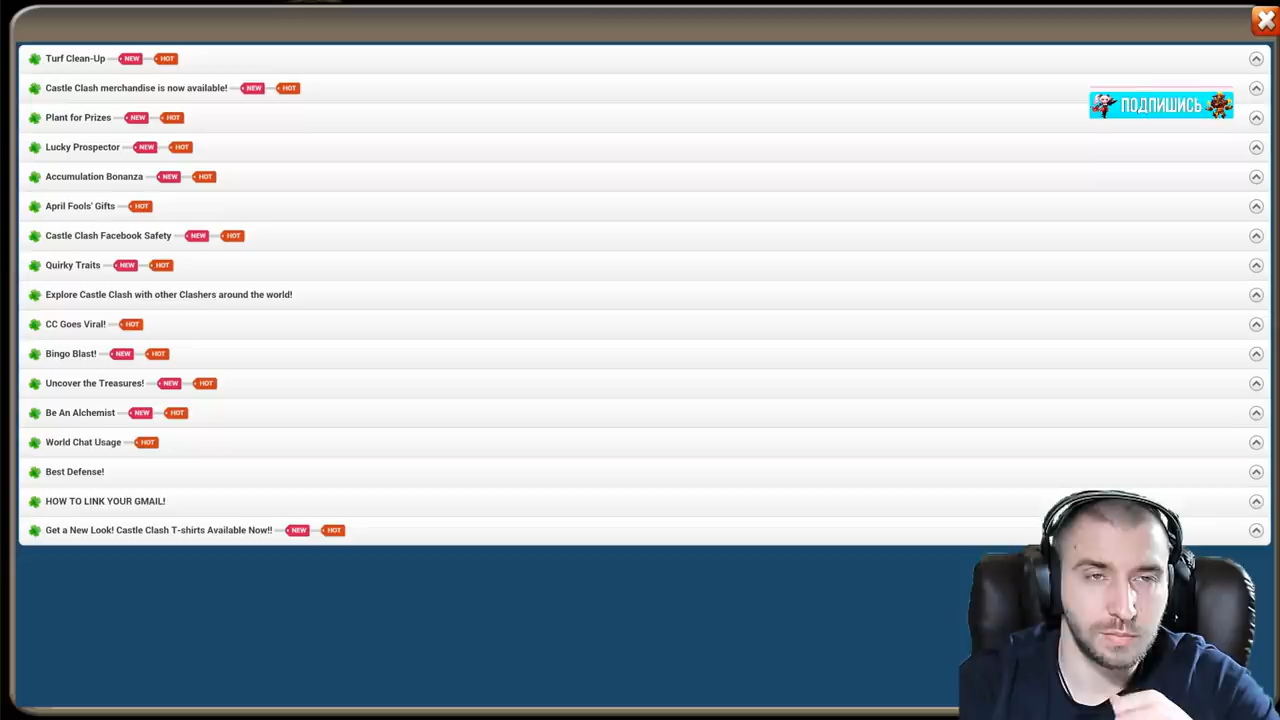 Turf Clean-Up NEW HOT
Castle Clash merchandise is now available! NEW HOT
ПОДПИШИСЬ
Plant for Prizes NEW HOT
Lucky Prospector NEW HOT
Accumulation Bonanza NEW HOT
April Fools' Gifts HOT
Castle Clash Facebook Safety NEW HOT
Quirky Traits NEW HOT
Explore Castle Clash with other Clashers around the world!
CC Goes Viral! HOT
Bingo Blast! NEW HOT
Uncover the Treasures! NEW HOT
Be An Alchemist NEW HOT
World Chat Usage HOT
Best Defense!
HOW TO LINK YOUR GMAIL!
Get a New Look! Castle Clash T-shirts Available Now!! NEW HOT